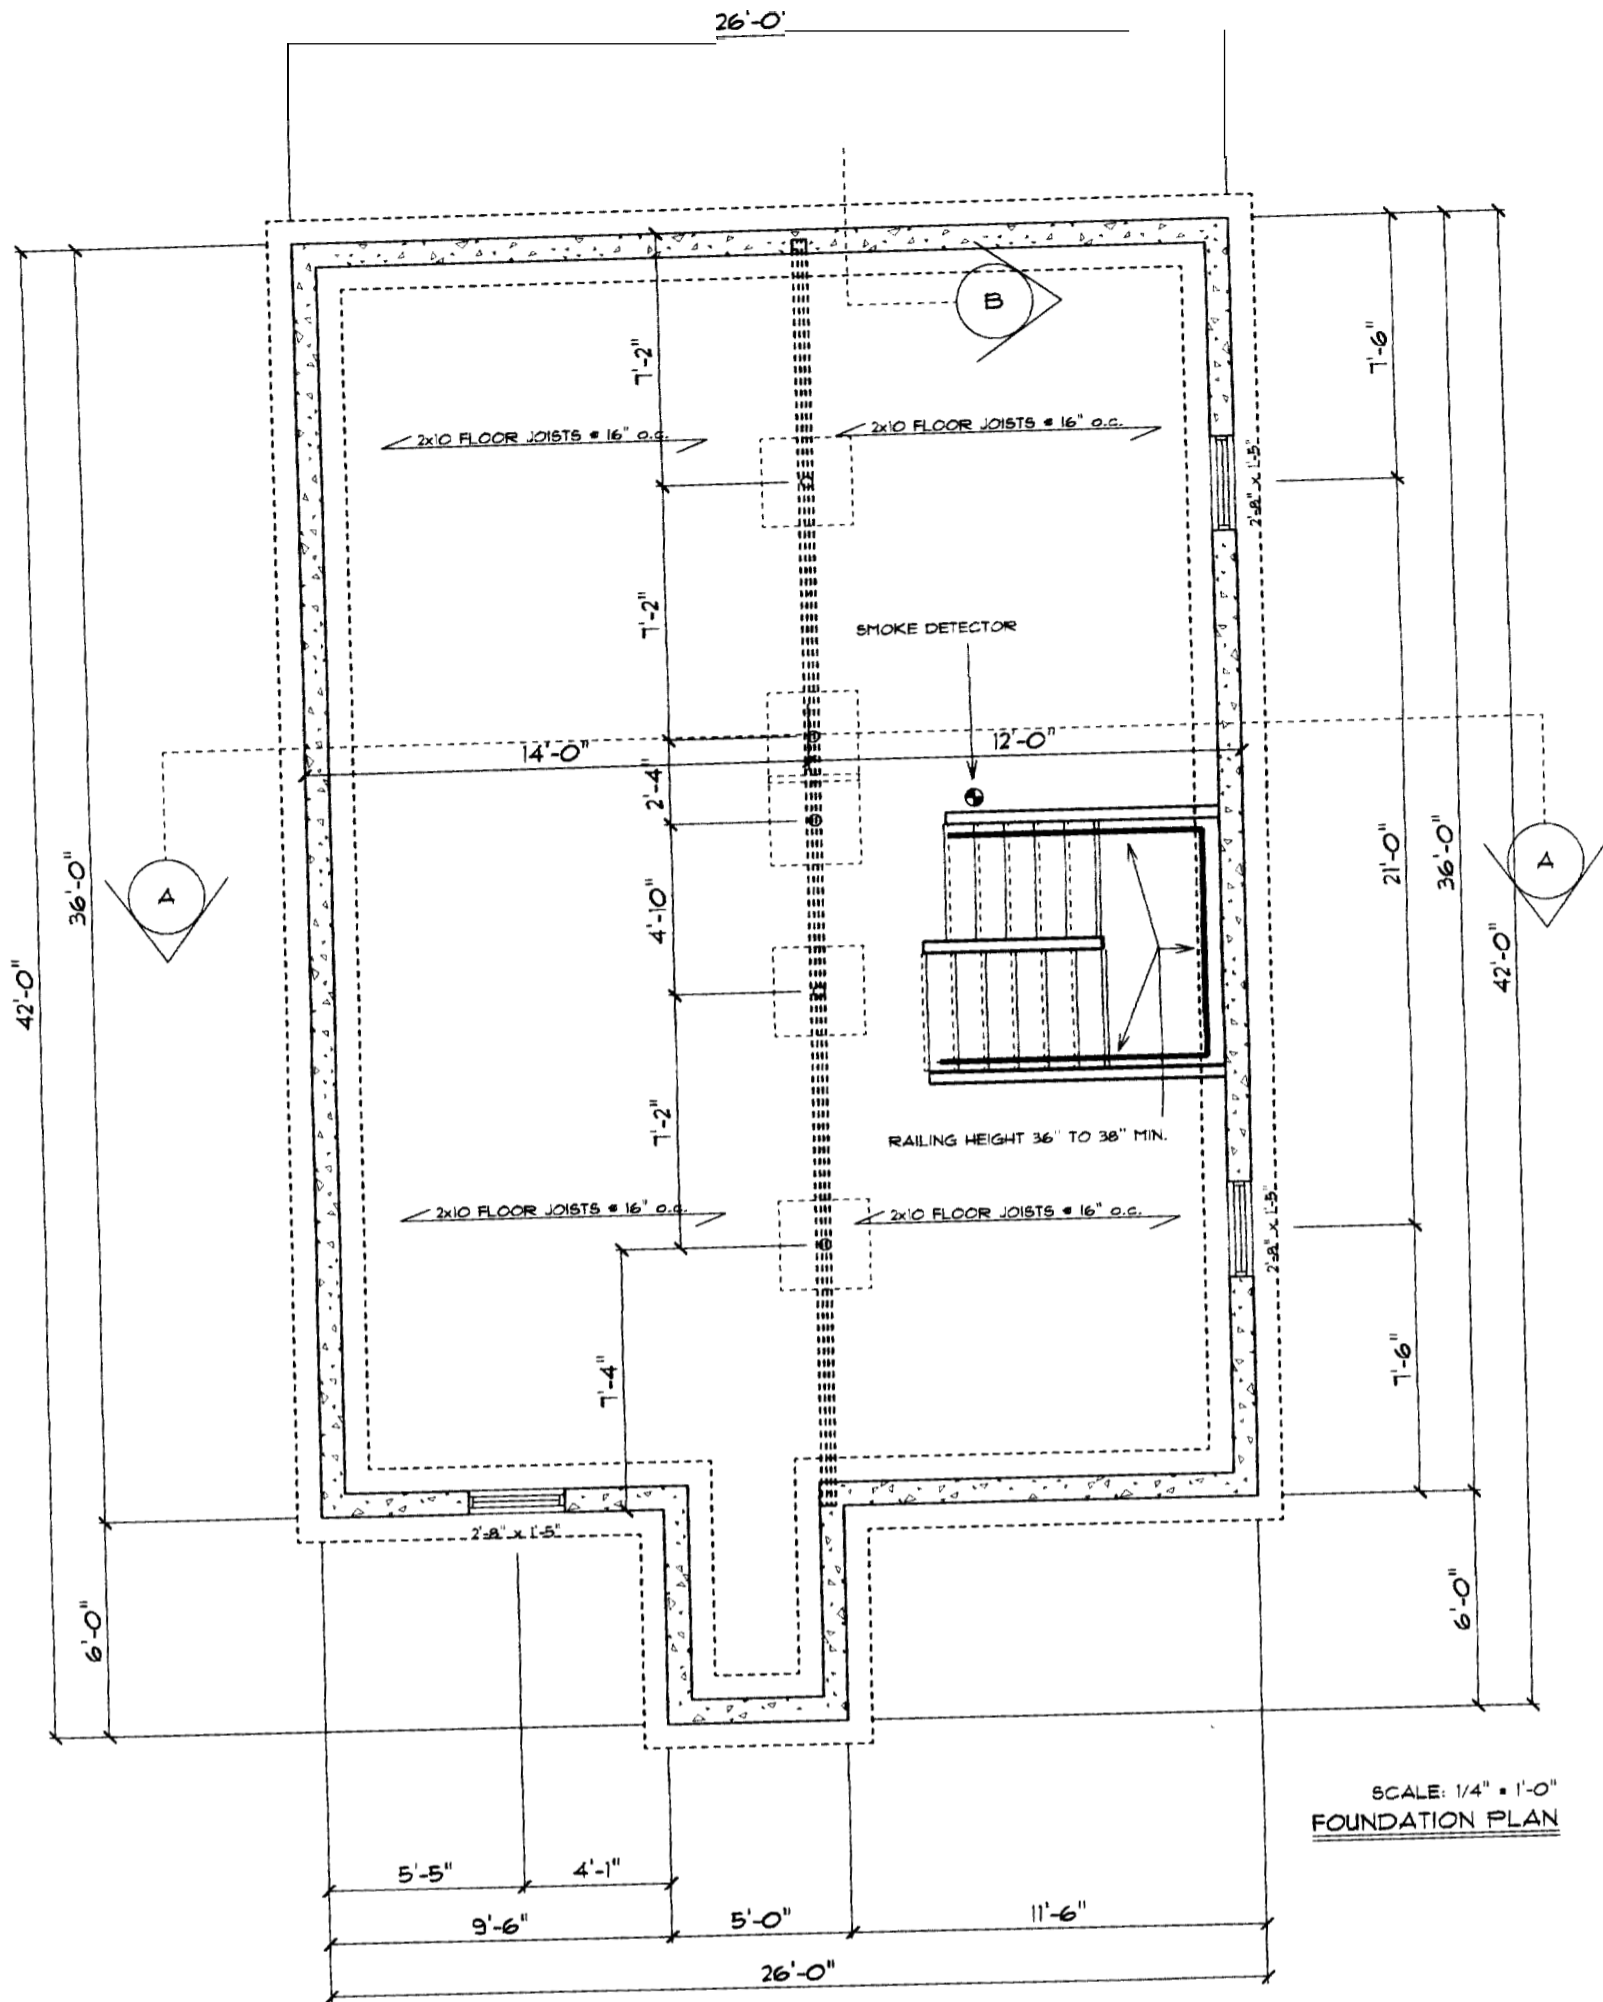 26'-0'
B
7'-2"
7'-6"
2x10 FLOOR JOISTS @ 16" o.c.
2x10 FLOOR JOISTS @ 16" o.c.
2'-8" x 1'-5"
7'-2"
SMOKE DETECTOR
14'-0"
12'-0"
2'-4"
36'-0"
A
4'-10"
21'-0"
36'-0"
A
42'-0"
42'-0"
7'-2"
RAILING HEIGHT 36" TO 38" MIN.
2x10 FLOOR JOISTS @ 16" o.c.
2x10 FLOOR JOISTS @ 16" o.c.
2'-8" x 1'-5"
7'-4"
7'-6"
2'-8" x 1'-5"
6'-0"
6'-0"
SCALE: 1/4" = 1'-0"
FOUNDATION PLAN
5'-5"
4'-1"
9'-6"
5'-0"
11'-6"
26'-0"